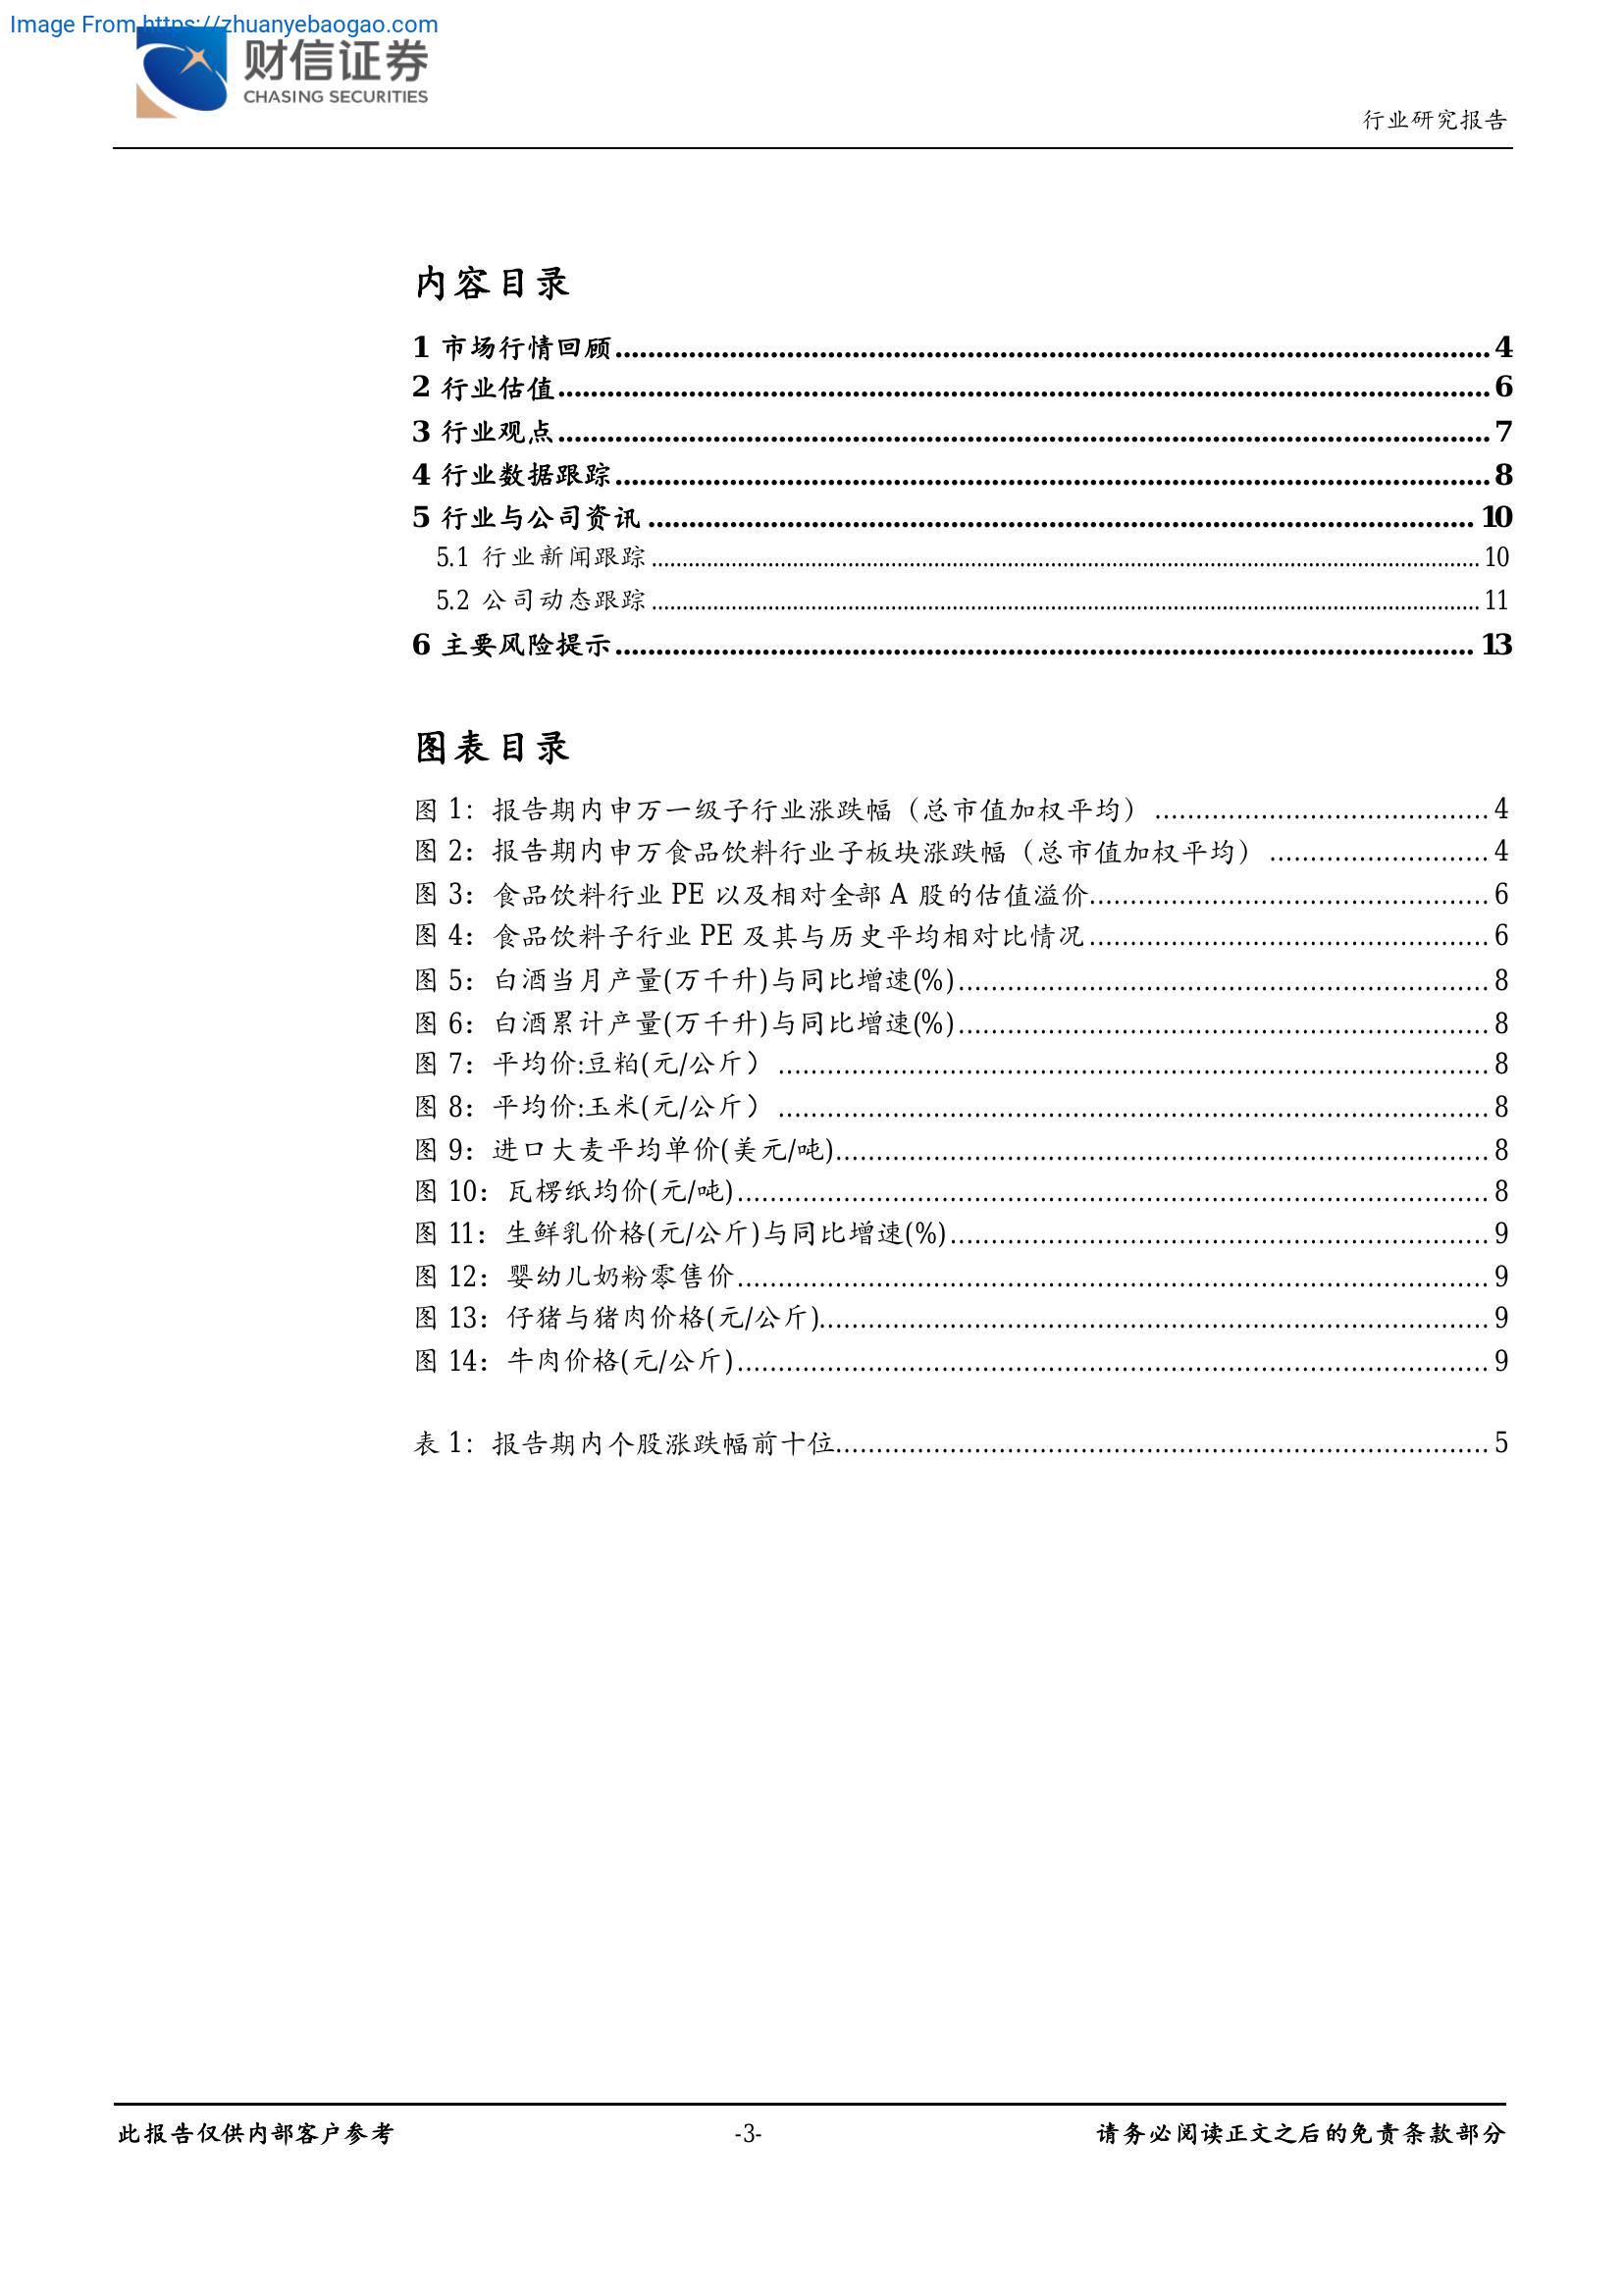 Image From https://zhuanyebaogao.com
财信证券
CHASING SECURITIES
行业研究报告
内容目录
1 市场行情回顾....................4
2 行业估值....................6
3 行业观点....................7
4 行业数据跟踪....................8
5 行业与公司资讯....................10
5.1 行业新闻跟踪....................10
5.2 公司动态跟踪....................11
6 主要风险提示....................13
图表目录
图 1：报告期内申万一级子行业涨跌幅（总市值加权平均）....................4
图 2：报告期内申万食品饮料行业子板块涨跌幅（总市值加权平均）....................4
图 3：食品饮料行业 PE 以及相对全部 A 股的估值溢价....................6
图 4：食品饮料子行业 PE 及其与历史平均相对比情况....................6
图 5：白酒当月产量(万千升)与同比增速(%)....................8
图 6：白酒累计产量(万千升)与同比增速(%)....................8
图 7：平均价:豆粕(元/公斤）....................8
图 8：平均价:玉米(元/公斤）....................8
图 9：进口大麦平均单价(美元/吨)....................8
图 10：瓦楞纸均价(元/吨)....................8
图 11：生鲜乳价格(元/公斤)与同比增速(%)....................9
图 12：婴幼儿奶粉零售价....................9
图 13：仔猪与猪肉价格(元/公斤)....................9
图 14：牛肉价格(元/公斤)....................9
表 1：报告期内个股涨跌幅前十位....................5
此报告仅供内部客户参考
-3-
请务必阅读正文之后的免责条款部分